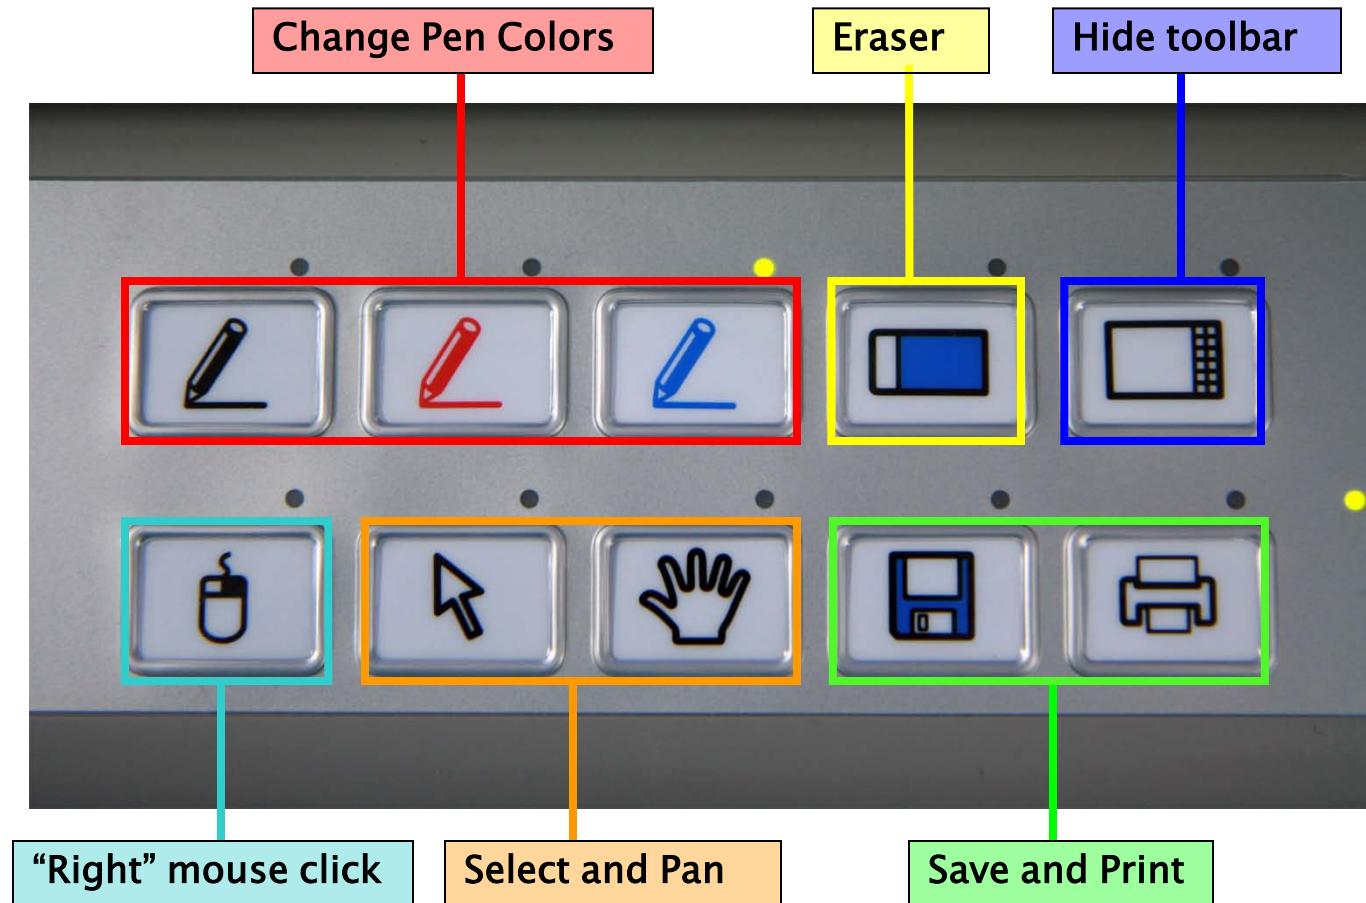 Change Pen Colors
Eraser
Hide toolbar
“Right” mouse click
Select and Pan
Save and Print